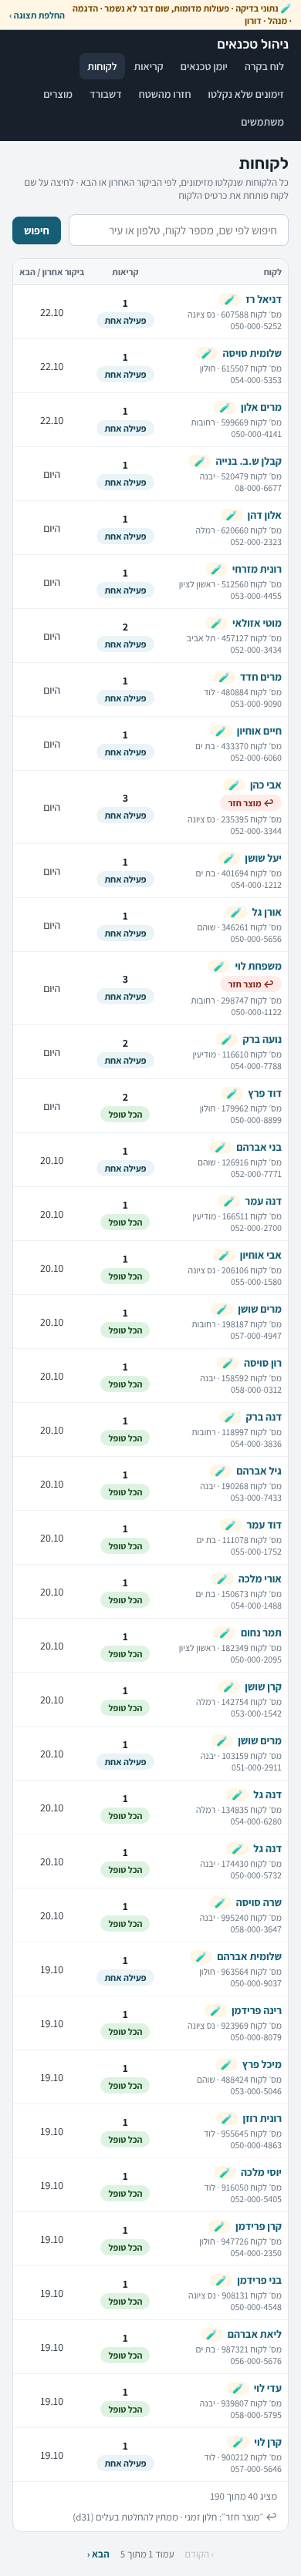 🧪 נתוני בדיקה · פעולות מדומות, שום דבר לא נשמר · הדגמה · מנהל · דורון
החלפת תצוגה ›
ניהול טכנאים
לוח בקרה
יומן טכנאים
קריאות
לקוחות
זימונים שלא נקלטו
חזרו מהשטח
דשבורד
מוצרים
משתמשים
לקוחות
כל הלקוחות שנקלטו מזימונים, לפי הביקור האחרון או הבא · לחיצה על שם לקוח פותחת את כרטיס הלקוח
חיפוש לפי שם, מספר לקוח, טלפון או עיר
חיפוש
לקוח קריאות ביקור אחרון / הבא
דניאל רז 🧪
מס׳ לקוח 607588 · נס ציונה
050-000-5252
1
פעילה אחת
22.10
שלומית סויסה 🧪
מס׳ לקוח 615507 · חולון
054-000-5353
1
פעילה אחת
22.10
מרים אלון 🧪
מס׳ לקוח 599669 · רחובות
050-000-4141
1
פעילה אחת
22.10
קבלן ש.ב. בנייה 🧪
מס׳ לקוח 520479 · יבנה
08-000-6677
1
פעילה אחת
היום
אלון דהן 🧪
מס׳ לקוח 620660 · רמלה
052-000-2323
1
פעילה אחת
היום
רונית מזרחי 🧪
מס׳ לקוח 512560 · ראשון לציון
053-000-4455
1
פעילה אחת
היום
מוטי אזולאי 🧪
מס׳ לקוח 457127 · תל אביב
052-000-3434
2
פעילה אחת
היום
מרים חדד 🧪
מס׳ לקוח 480884 · לוד
053-000-9090
1
פעילה אחת
היום
חיים אוחיון 🧪
מס׳ לקוח 433370 · בת ים
052-000-6060
1
פעילה אחת
היום
אבי כהן 🧪
↩ מוצר חזר
מס׳ לקוח 235395 · נס ציונה
052-000-3344
3
פעילה אחת
היום
יעל ששון 🧪
מס׳ לקוח 401694 · בת ים
054-000-1212
1
פעילה אחת
היום
אורן גל 🧪
מס׳ לקוח 346261 · שוהם
050-000-5656
1
פעילה אחת
היום
משפחת לוי 🧪
↩ מוצר חזר
מס׳ לקוח 298747 · רחובות
050-000-1122
3
פעילה אחת
היום
נועה ברק 🧪
מס׳ לקוח 116610 · מודיעין
054-000-7788
2
פעילה אחת
היום
דוד פרץ 🧪
מס׳ לקוח 179962 · חולון
050-000-8899
2
הכל טופל
היום
בני אברהם 🧪
מס׳ לקוח 126916 · שוהם
052-000-7771
1
פעילה אחת
20.10
דנה עמר 🧪
מס׳ לקוח 166511 · מודיעין
052-000-2700
1
הכל טופל
20.10
אבי אוחיון 🧪
מס׳ לקוח 206106 · נס ציונה
055-000-1580
1
הכל טופל
20.10
מרים שושן 🧪
מס׳ לקוח 198187 · רחובות
057-000-4947
1
הכל טופל
20.10
רון סויסה 🧪
מס׳ לקוח 158592 · יבנה
058-000-0312
1
הכל טופל
20.10
דנה ברק 🧪
מס׳ לקוח 118997 · רחובות
054-000-3836
1
הכל טופל
20.10
גיל אברהם 🧪
מס׳ לקוח 190268 · יבנה
053-000-7433
1
הכל טופל
20.10
דוד עמר 🧪
מס׳ לקוח 111078 · בת ים
055-000-1752
1
הכל טופל
20.10
אורי מלכה 🧪
מס׳ לקוח 150673 · בת ים
054-000-1488
1
הכל טופל
20.10
תמר נחום 🧪
מס׳ לקוח 182349 · ראשון לציון
050-000-2095
1
הכל טופל
20.10
קרן שושן 🧪
מס׳ לקוח 142754 · רמלה
053-000-1542
1
הכל טופל
20.10
מרים שושן 🧪
מס׳ לקוח 103159 · יבנה
051-000-2911
1
פעילה אחת
20.10
דנה גל 🧪
מס׳ לקוח 134835 · רמלה
054-000-6280
1
הכל טופל
20.10
דנה גל 🧪
מס׳ לקוח 174430 · יבנה
050-000-5732
1
הכל טופל
20.10
שרה סויסה 🧪
מס׳ לקוח 995240 · יבנה
058-000-3647
1
הכל טופל
20.10
שלומית אברהם 🧪
מס׳ לקוח 963564 · חולון
050-000-9037
1
פעילה אחת
19.10
רינה פרידמן 🧪
מס׳ לקוח 923969 · נס ציונה
050-000-8079
1
הכל טופל
19.10
מיכל פרץ 🧪
מס׳ לקוח 488424 · שוהם
053-000-5046
1
הכל טופל
19.10
רונית רוזן 🧪
מס׳ לקוח 955645 · לוד
050-000-4863
1
הכל טופל
19.10
יוסי מלכה 🧪
מס׳ לקוח 916050 · לוד
052-000-5405
1
הכל טופל
19.10
קרן פרידמן 🧪
מס׳ לקוח 947726 · חולון
054-000-2350
1
הכל טופל
19.10
בני פרידמן 🧪
מס׳ לקוח 908131 · נס ציונה
050-000-4548
1
הכל טופל
19.10
ליאת אברהם 🧪
מס׳ לקוח 987321 · בת ים
056-000-5676
1
הכל טופל
19.10
עדי לוי 🧪
מס׳ לקוח 939807 · יבנה
058-000-5795
1
הכל טופל
19.10
קרן לוי 🧪
מס׳ לקוח 900212 · לוד
057-000-5646
1
פעילה אחת
19.10
מציג 40 מתוך 190
↩ ״מוצר חזר״: חלון זמני · ממתין להחלטת בעלים (d31)
‹ הקודם
עמוד 1 מתוך 5
הבא ›